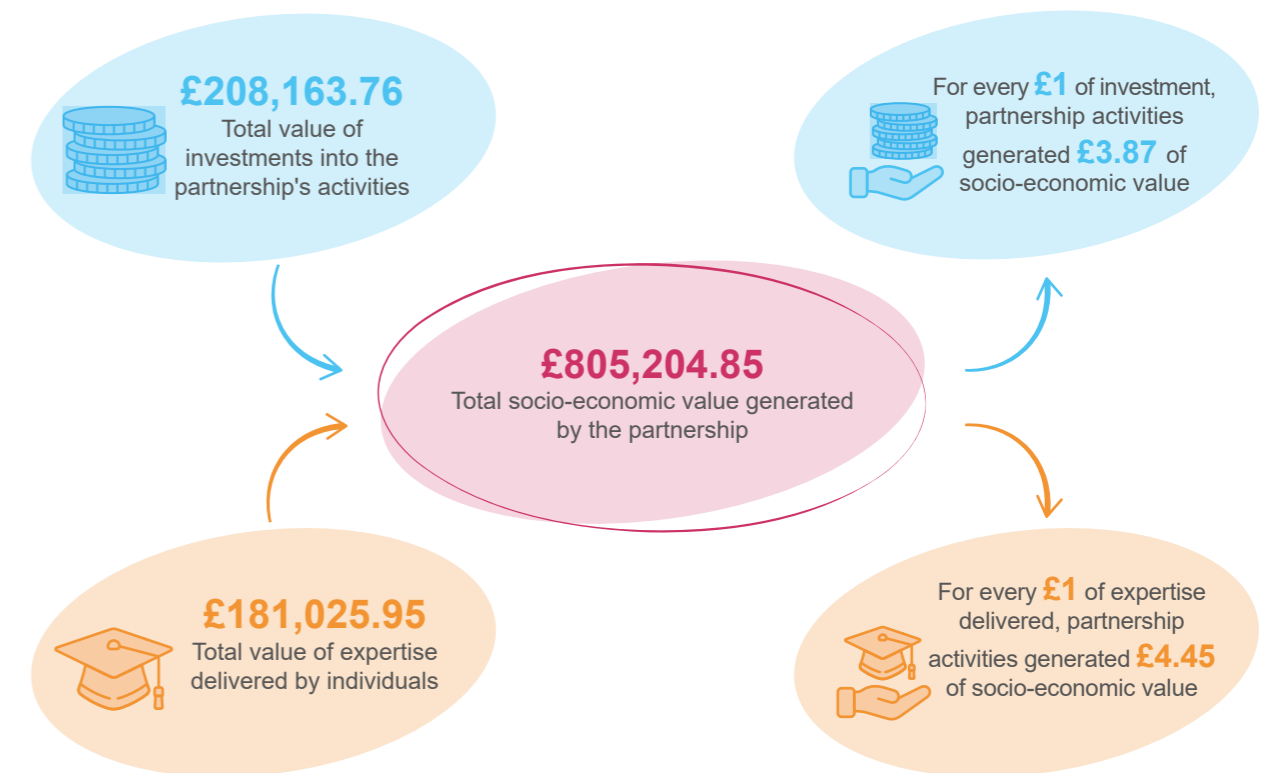 £208,163.76
Total value of
investments into the
partnership's activities
For every £1 of investment,
partnership activities
generated £3.87 of
socio-economic value
£805,204.85
Total socio-economic value generated
by the partnership
£181,025.95
Total value of expertise
delivered by individuals
For every £1 of expertise
delivered, partnership
activities generated £4.45
of socio-economic value